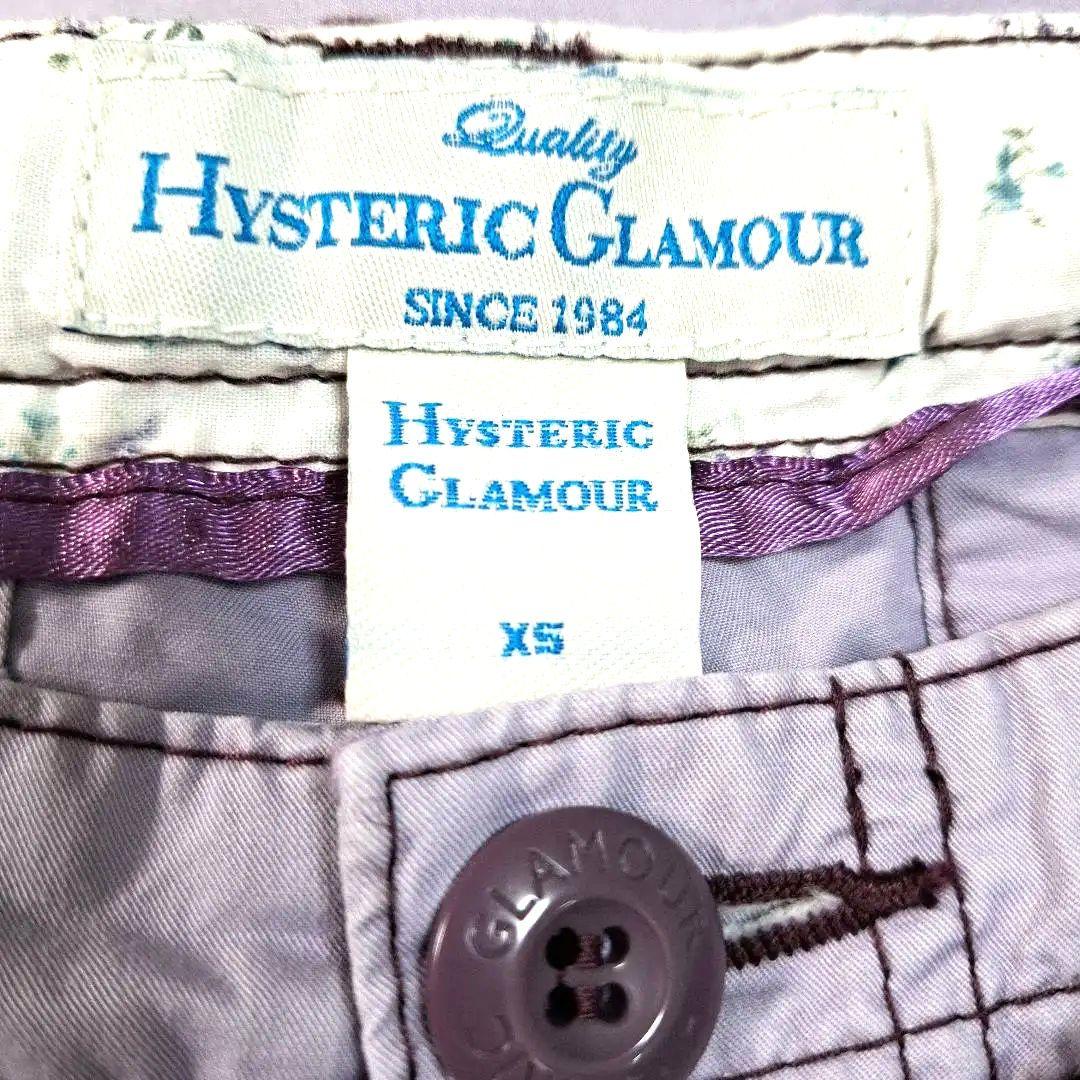 Quality
HYSTERIC GLAMOUR
SINCE 1984
HYSTERIC
GLAMOUR
XS
C GLAMOUR